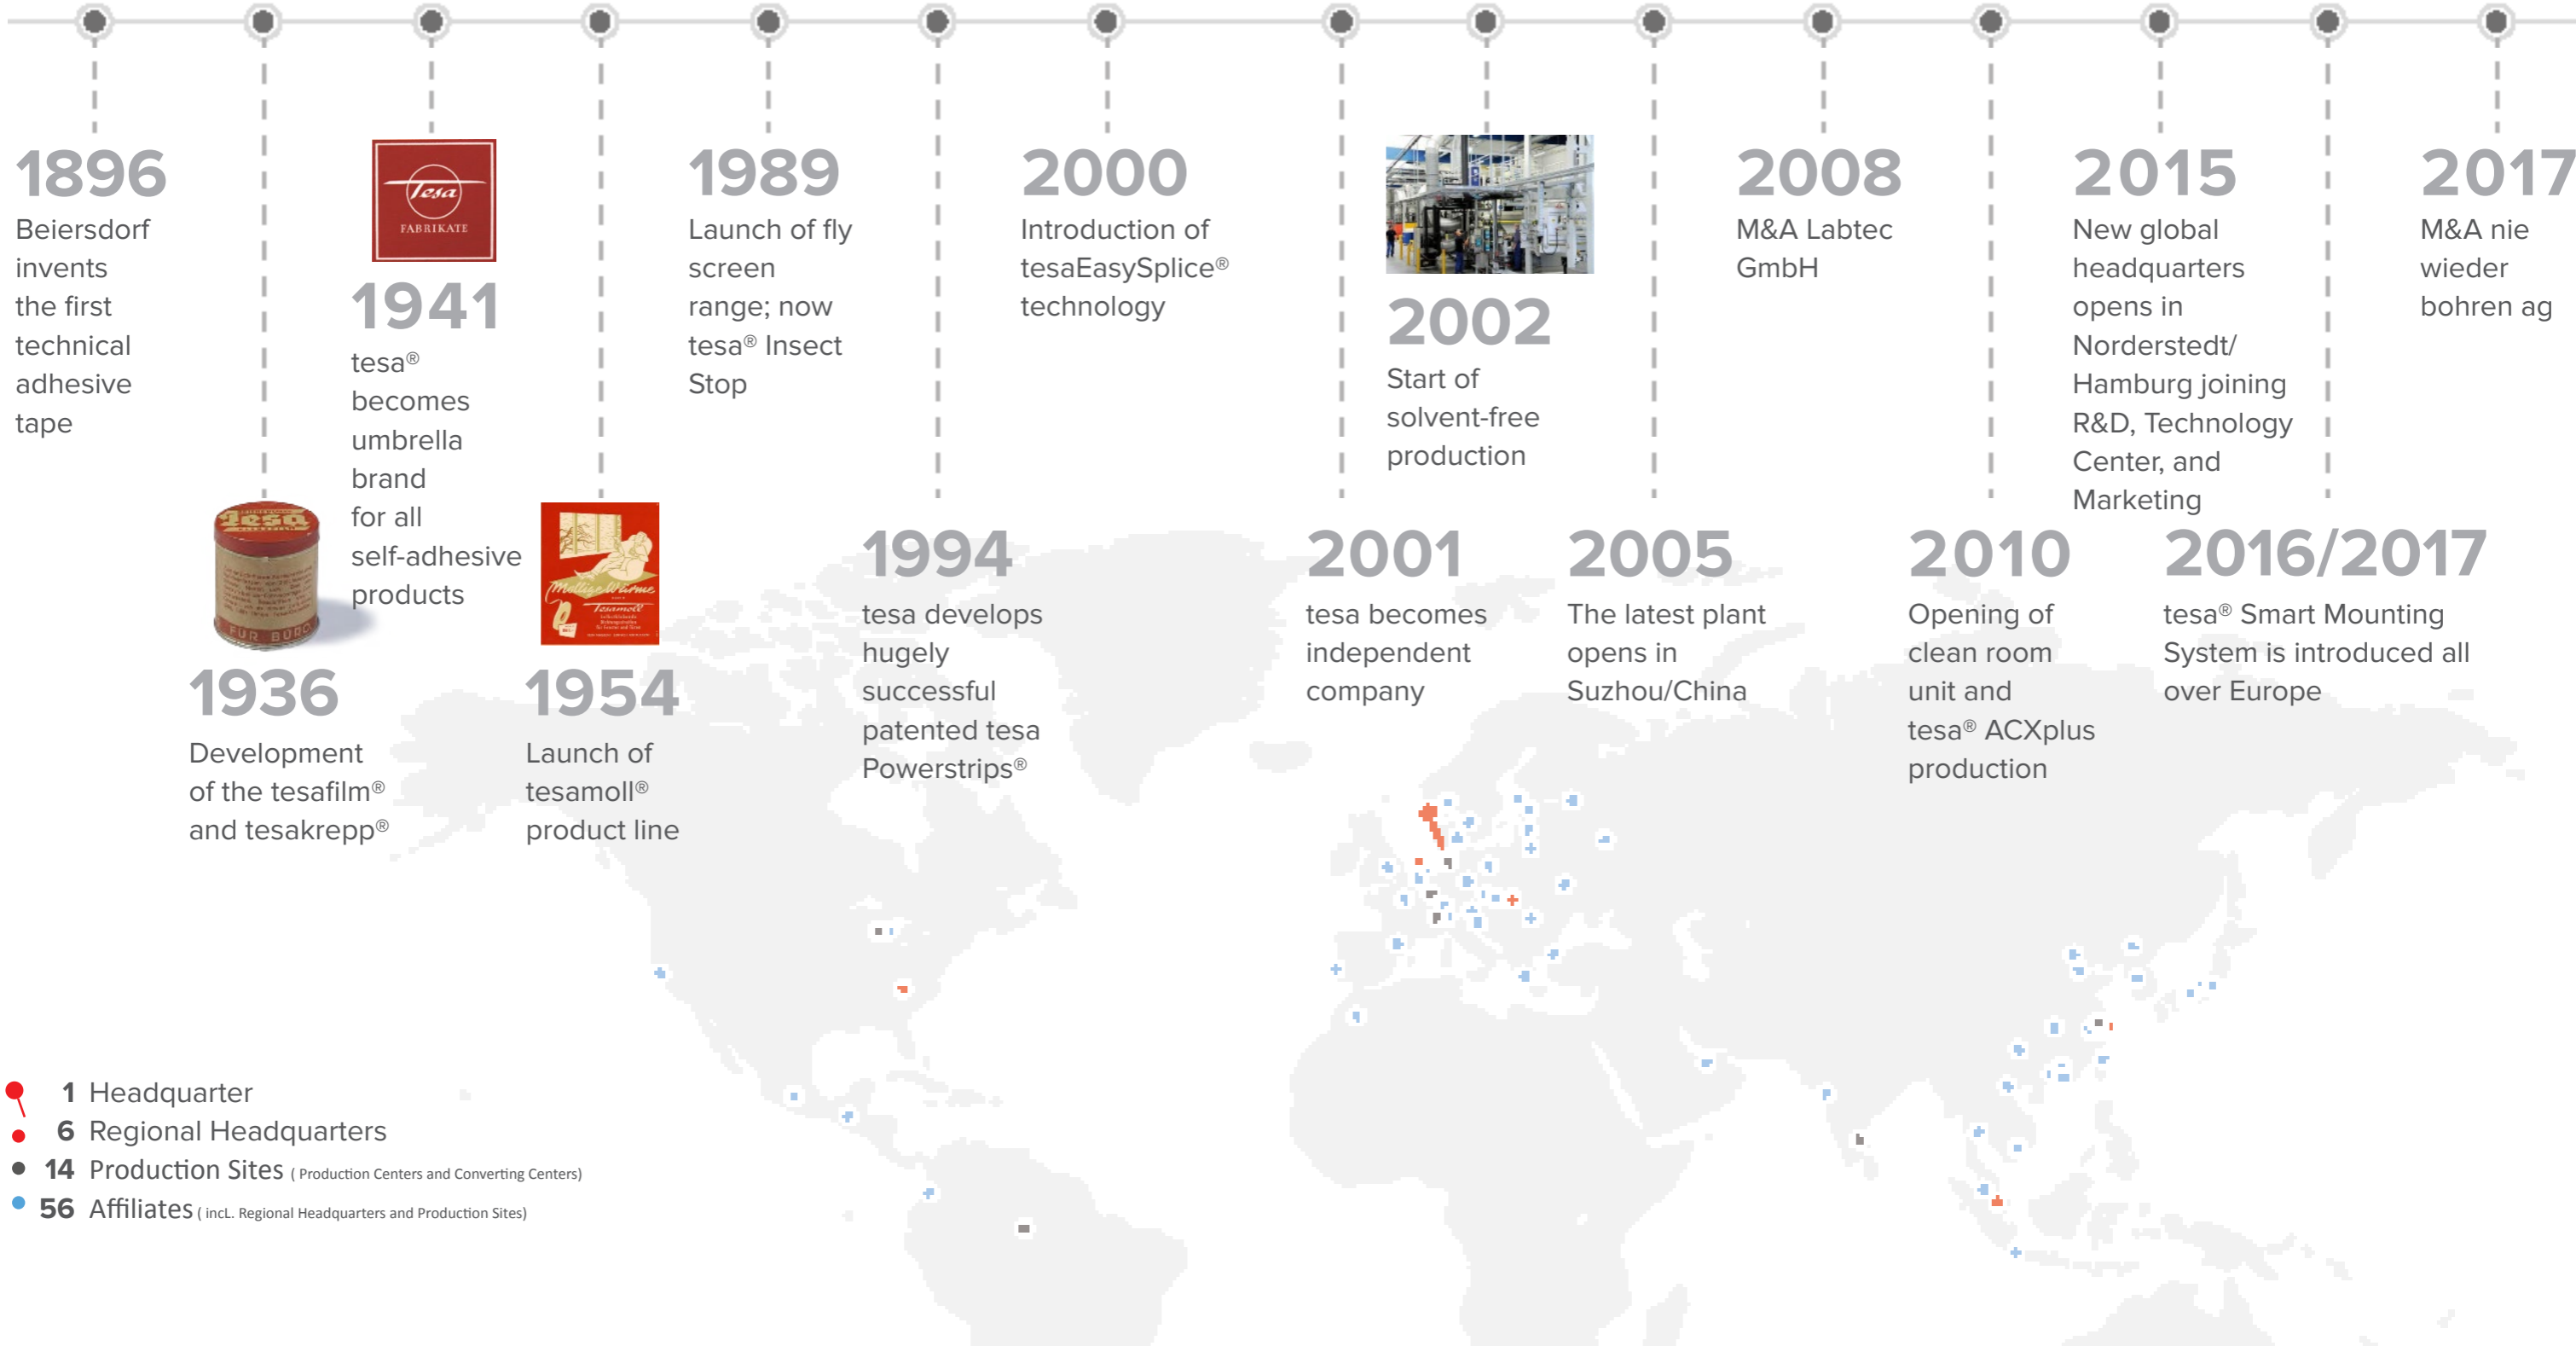 1896
Beiersdorf
invents
the first
technical
adhesive
tape
Tesa
FÜR BÜRO
1936
Development
of the tesafilm®
and tesakrepp®
Tesa
FABRIKATE
1941
tesa®
becomes
umbrella
brand
for all
self-adhesive
products
Mollige Wärme
Tesamoll
1954
Launch of
tesamoll®
product line
1989
Launch of fly
screen
range; now
tesa® Insect
Stop
1994
tesa develops
hugely
successful
patented tesa
Powerstrips®
2000
Introduction of
tesaEasySplice®
technology
2001
tesa becomes
independent
company
2002
Start of
solvent-free
production
2005
The latest plant
opens in
Suzhou/China
2008
M&A Labtec
GmbH
2010
Opening of
clean room
unit and
tesa® ACXplus
production
2015
New global
headquarters
opens in
Norderstedt/
Hamburg joining
R&D, Technology
Center, and
Marketing
2016/2017
tesa® Smart Mounting
System is introduced all
over Europe
2017
M&A nie
wieder
bohren ag
1 Headquarter
6 Regional Headquarters
14 Production Sites ( Production Centers and Converting Centers)
56 Affiliates ( incL. Regional Headquarters and Production Sites)